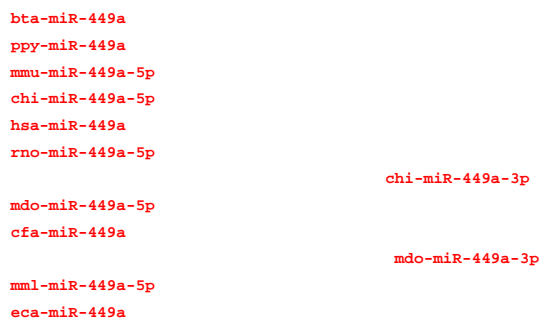 bta-miR-449a
ppy-miR-449a
mmu-miR-449a-5p
chi-miR-449a-5p
hsa-miR-449a
rno-miR-449a-5p
chi-miR-449a-3p
mdo-miR-449a-5p
cfa-miR-449a
mdo-miR-449a-3p
mml-miR-449a-5p
eca-miR-449a